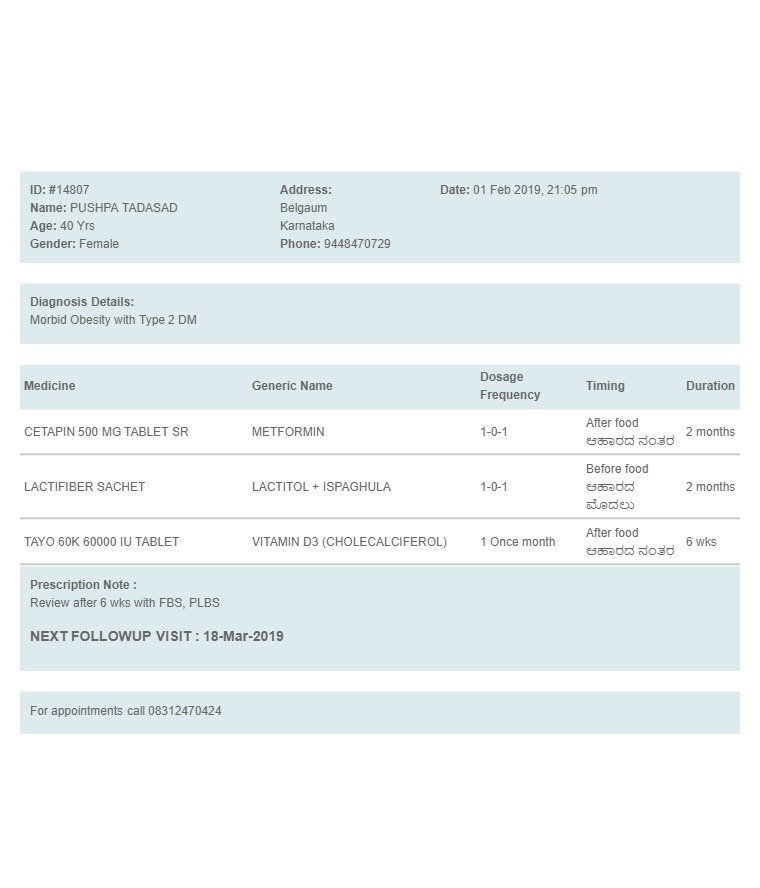 ID: #14807
Name: PUSHPA TADASAD
Age: 40 Yrs
Gender: Female
Address:
Belgaum
Karnataka
Phone: 9448470729
Date: 01 Feb 2019, 21:05 pm
Diagnosis Details:
Morbid Obesity with Type 2 DM
Medicine Generic Name Dosage Frequency Timing Duration
CETAPIN 500 MG TABLET SR METFORMIN 1-0-1 After food ಆಹಾರದ ನಂತರ 2 months
LACTIFIBER SACHET LACTITOL + ISPAGHULA 1-0-1 Before food ಆಹಾರದ ಮೊದಲು 2 months
TAYO 60K 60000 IU TABLET VITAMIN D3 (CHOLECALCIFEROL) 1 Once month After food ಆಹಾರದ ನಂತರ 6 wks
Prescription Note :
Review after 6 wks with FBS, PLBS
NEXT FOLLOWUP VISIT : 18-Mar-2019
For appointments call 08312470424